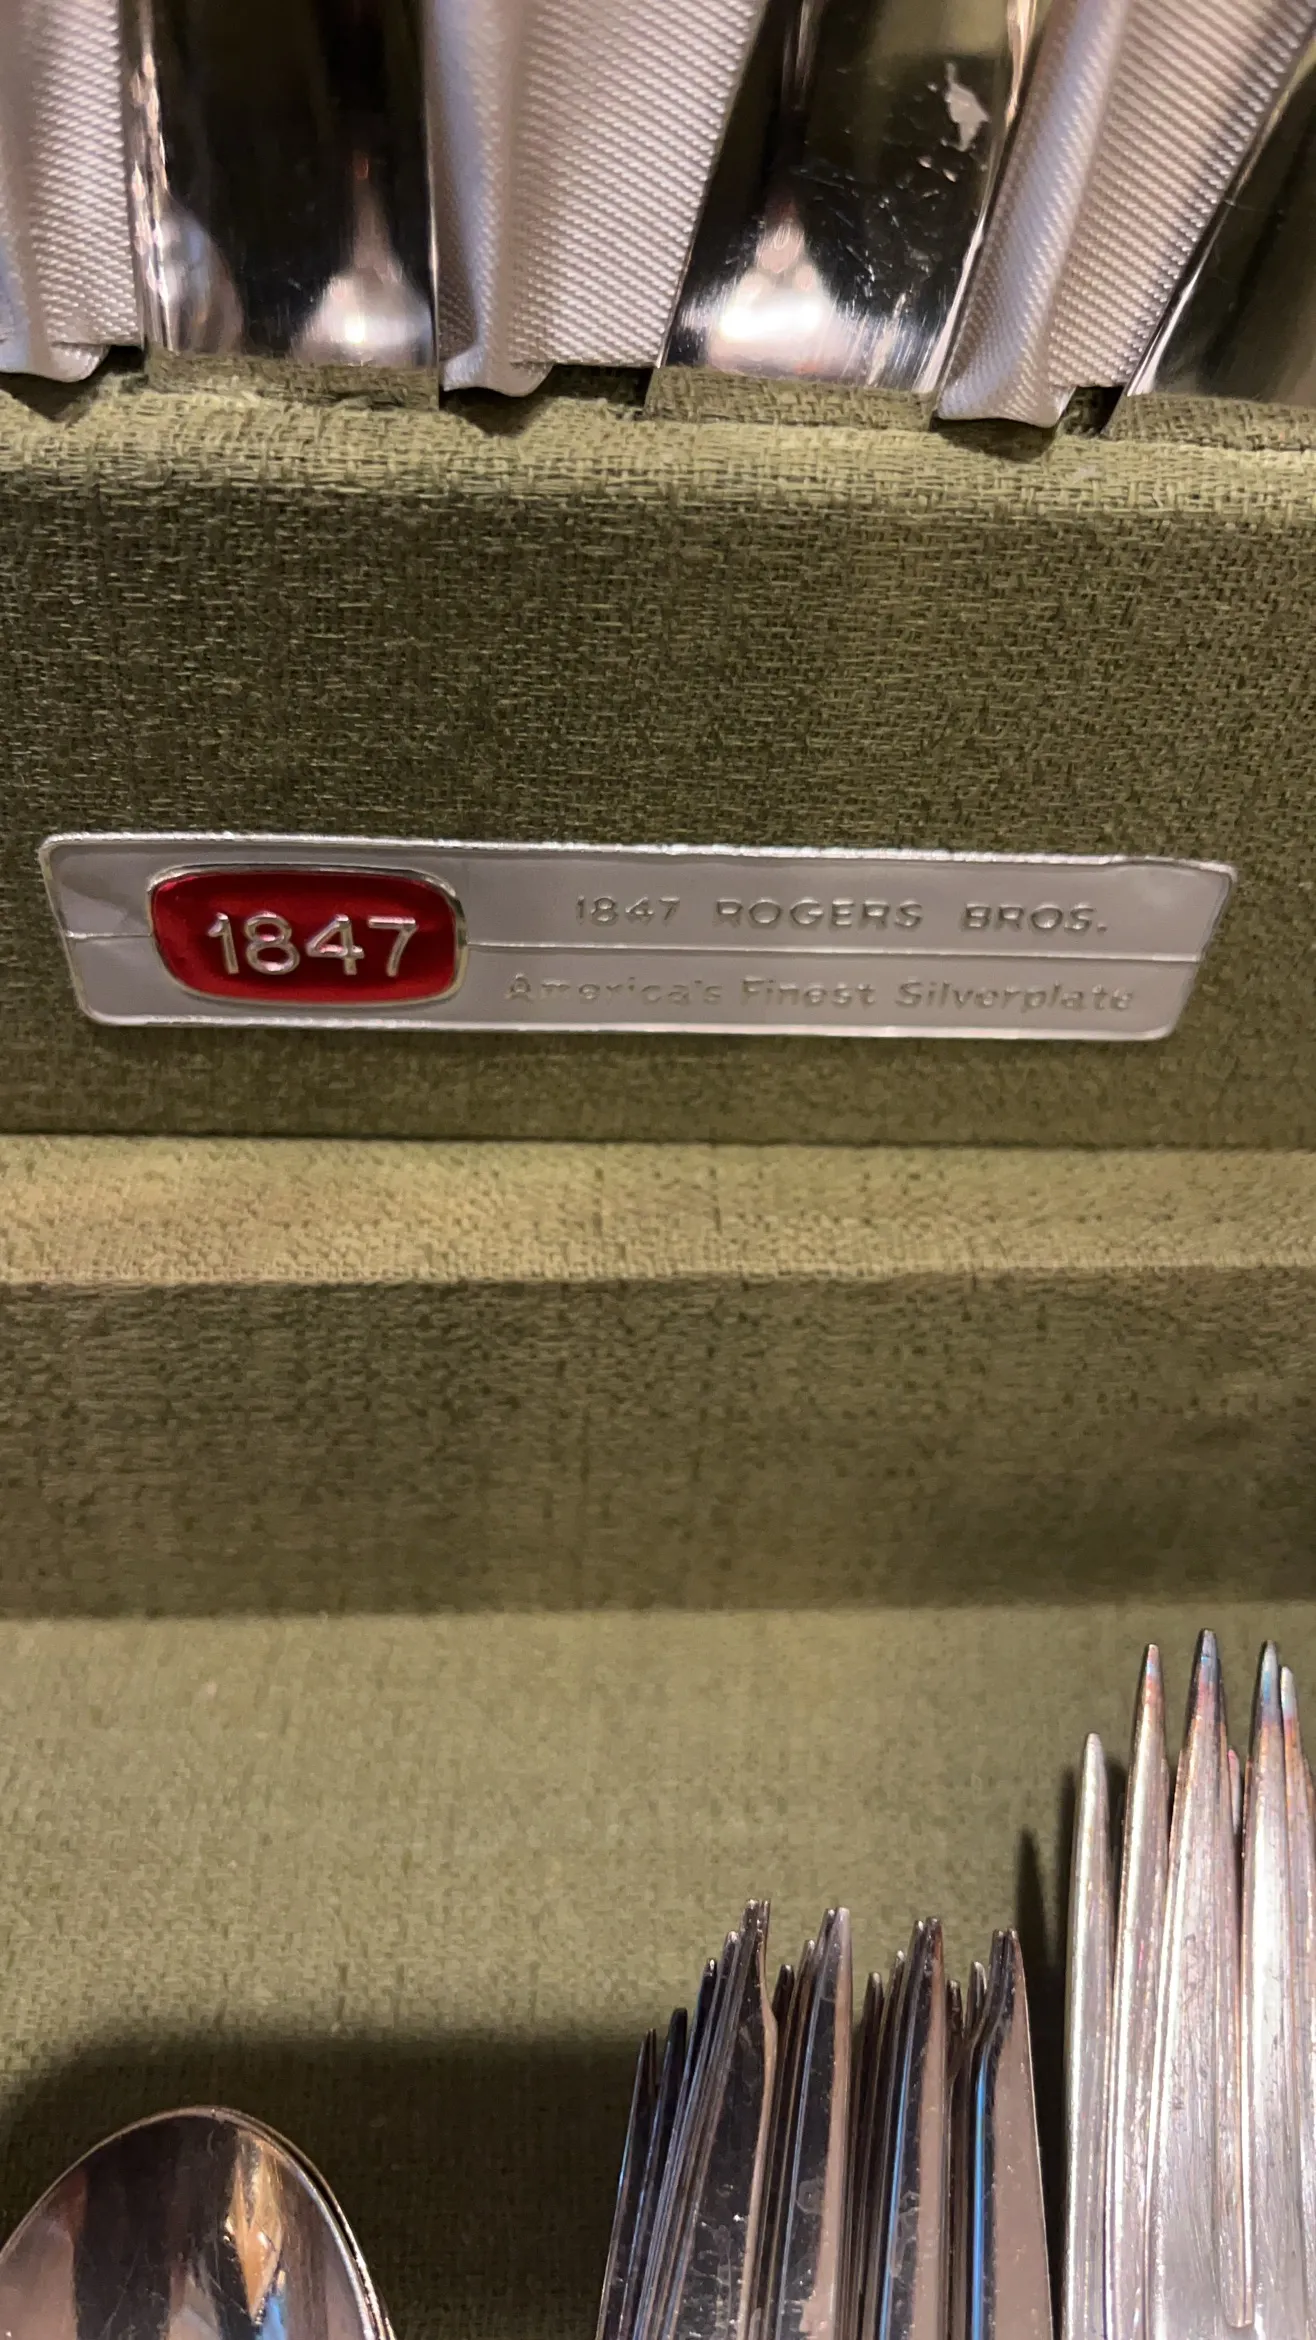 1847
1847 ROGERS BROS.
America's Finest Silverplate